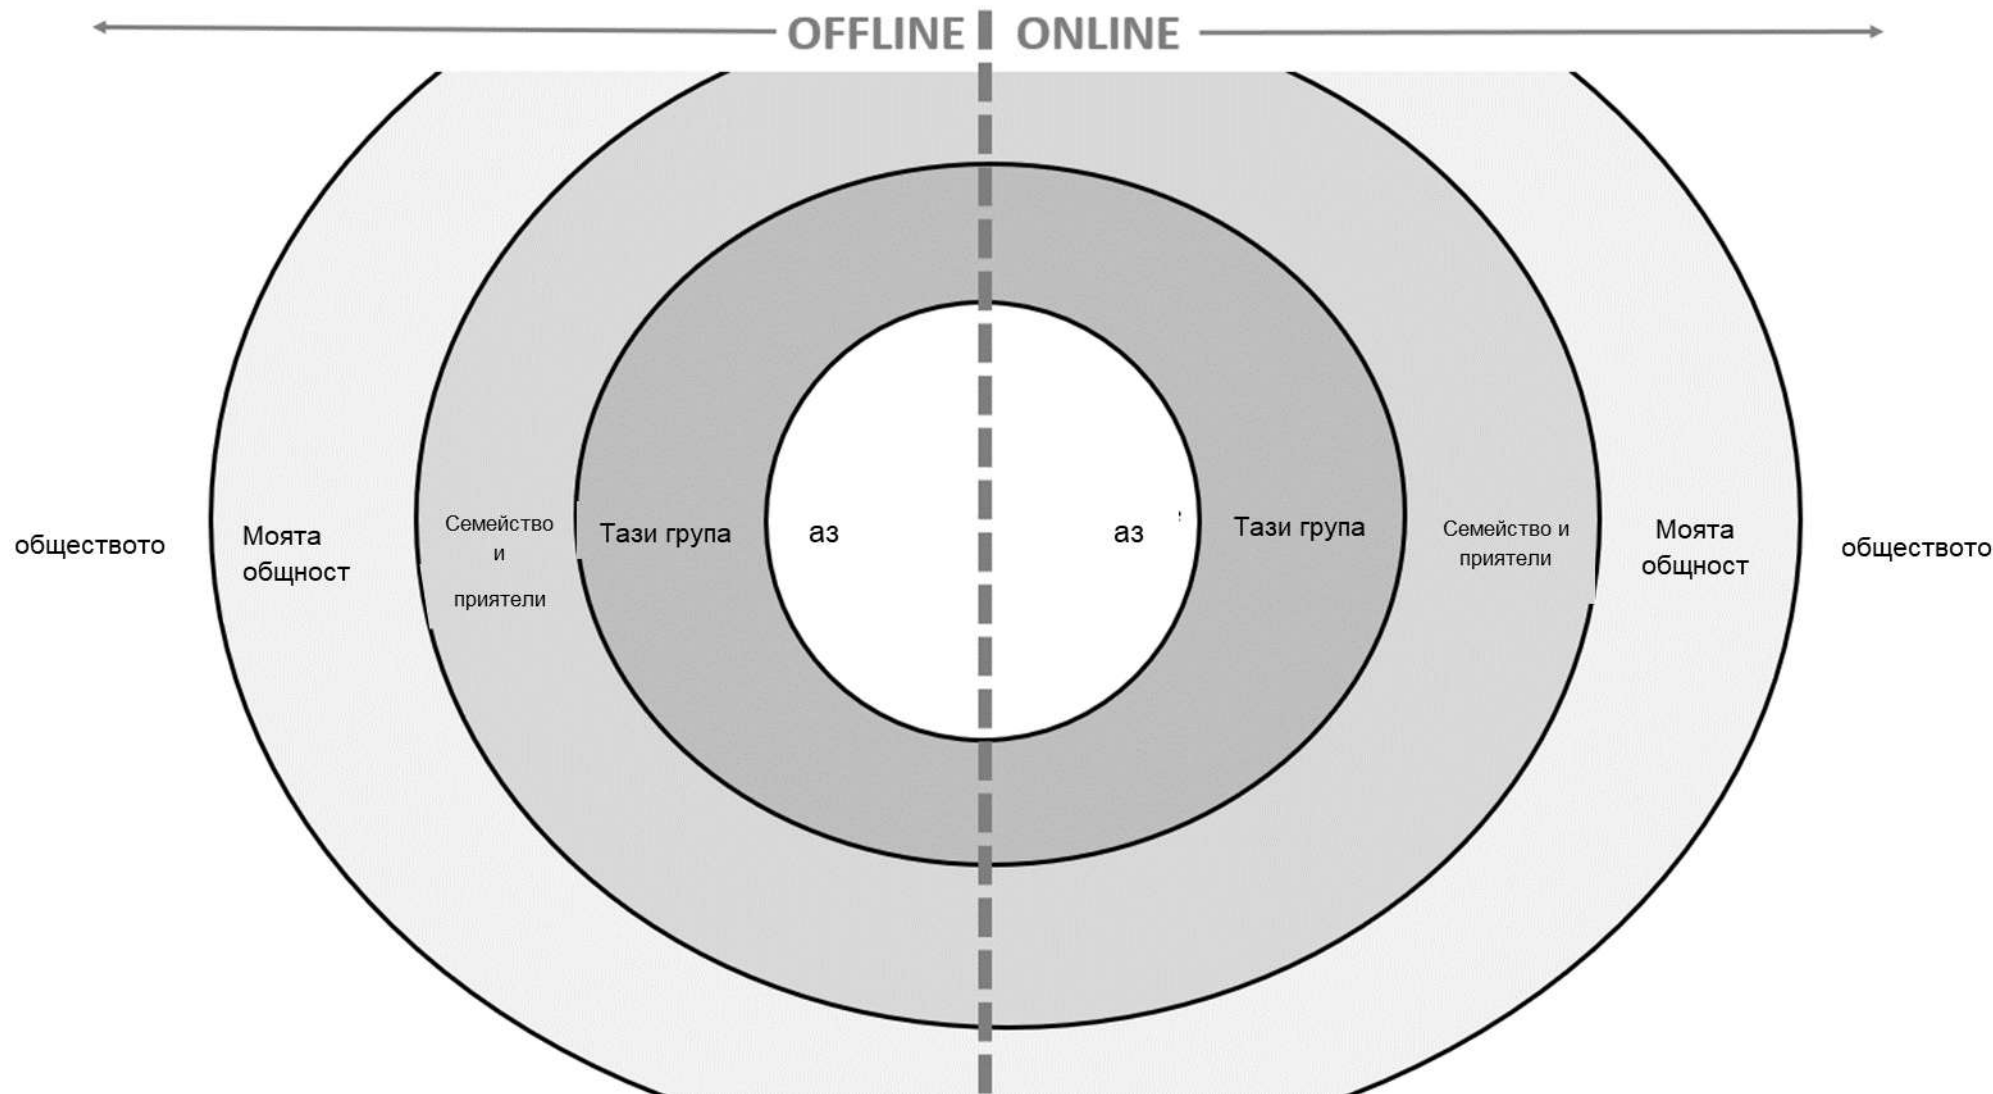 OFFLINE ONLINE
обществото
Моята
общност
Семейство
и
приятели
Тази група
аз
аз
Тази група
Семейство и
приятели
Моята
общност
обществото